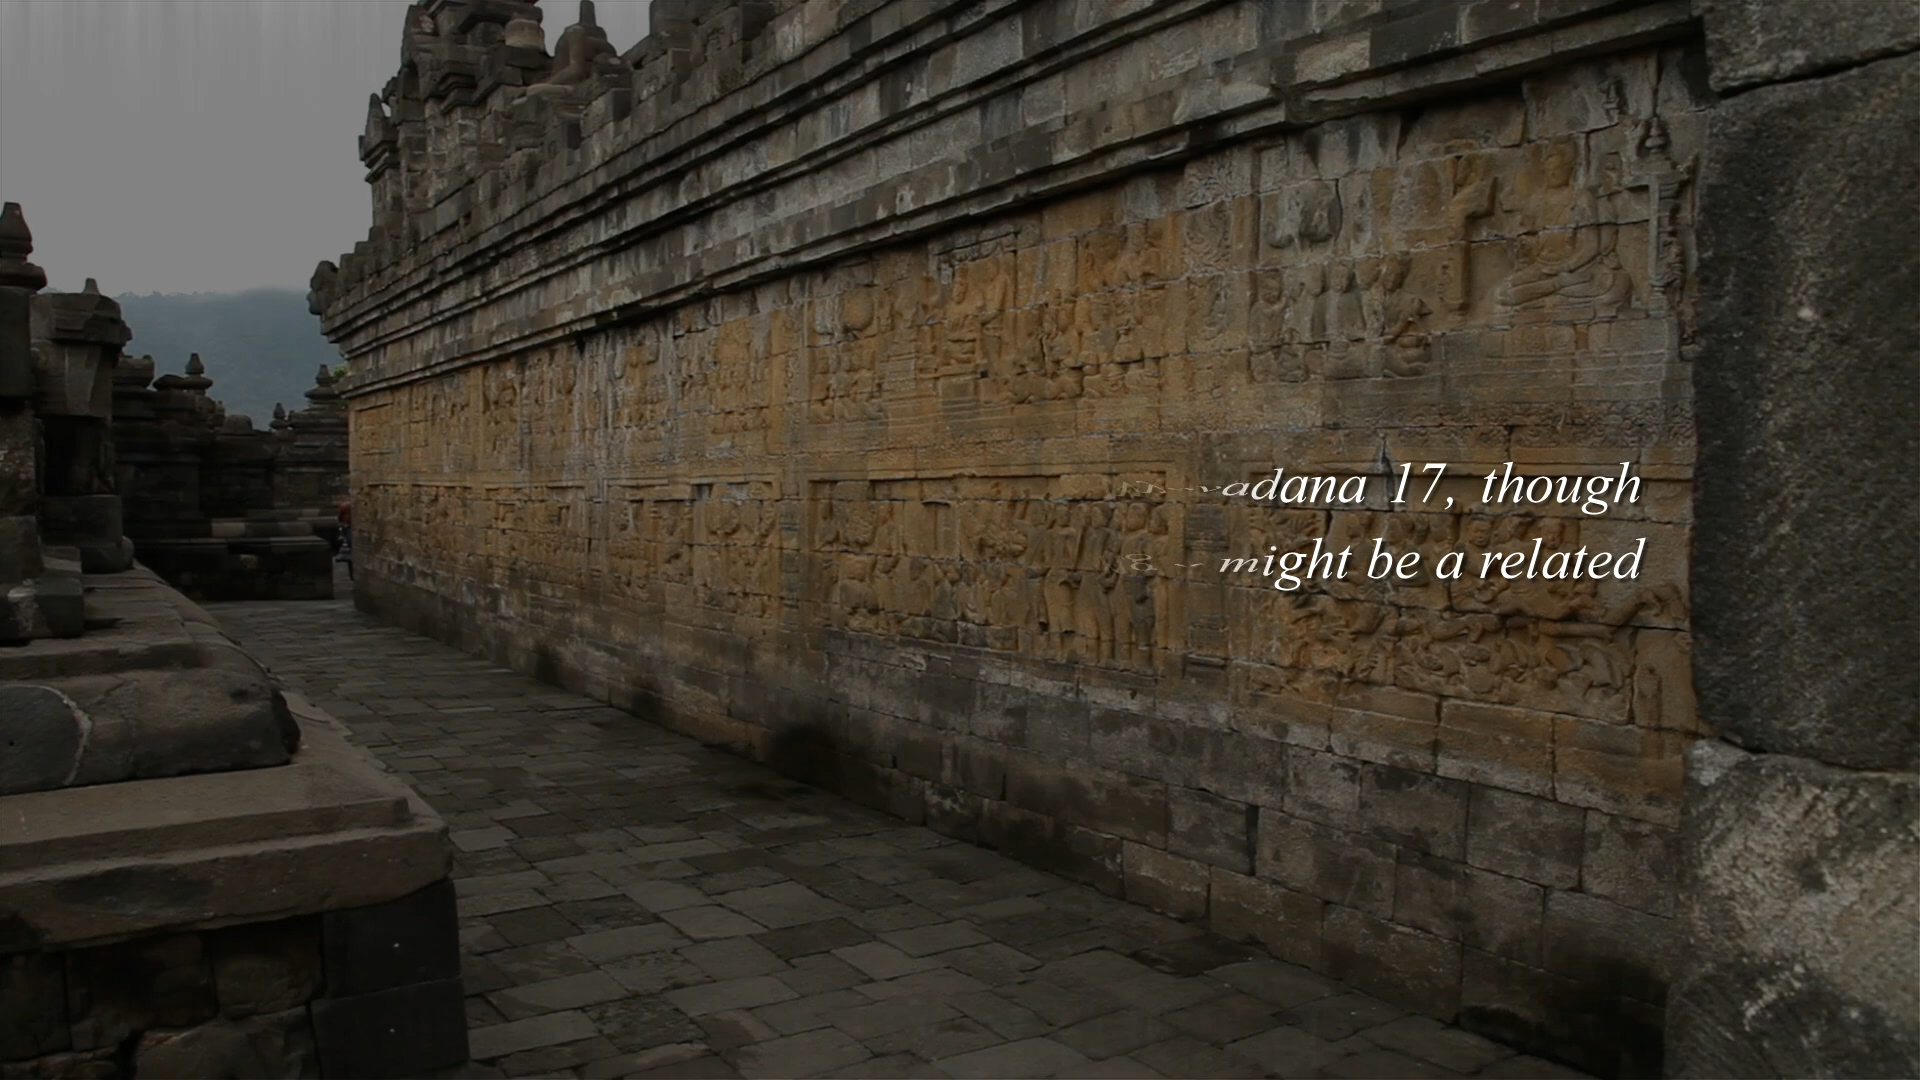 dana 17, though
might be a related